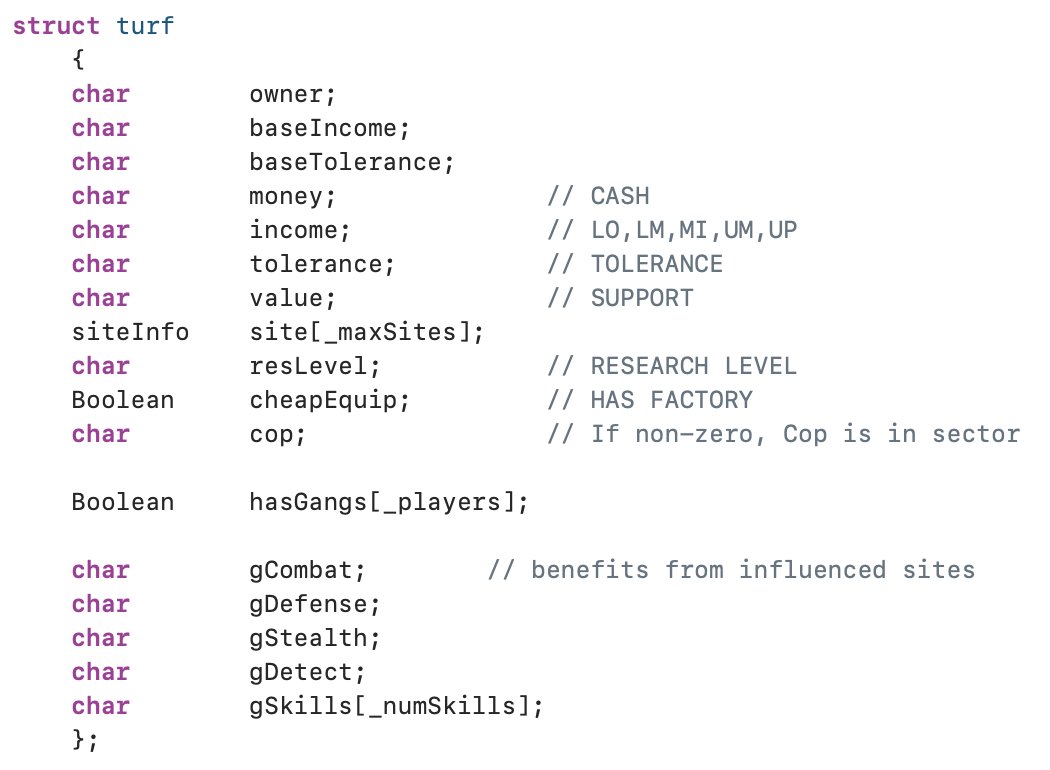 struct turf
{
char owner;
char baseIncome;
char baseTolerance;
char money; // CASH
char income; // LO,LM,MI,UM,UP
char tolerance; // TOLERANCE
char value; // SUPPORT
siteInfo site[_maxSites];
char resLevel; // RESEARCH LEVEL
Boolean cheapEquip; // HAS FACTORY
char cop; // If non-zero, Cop is in sector
Boolean hasGangs[_players];
char gCombat; // benefits from influenced sites
char gDefense;
char gStealth;
char gDetect;
char gSkills[_numSkills];
};